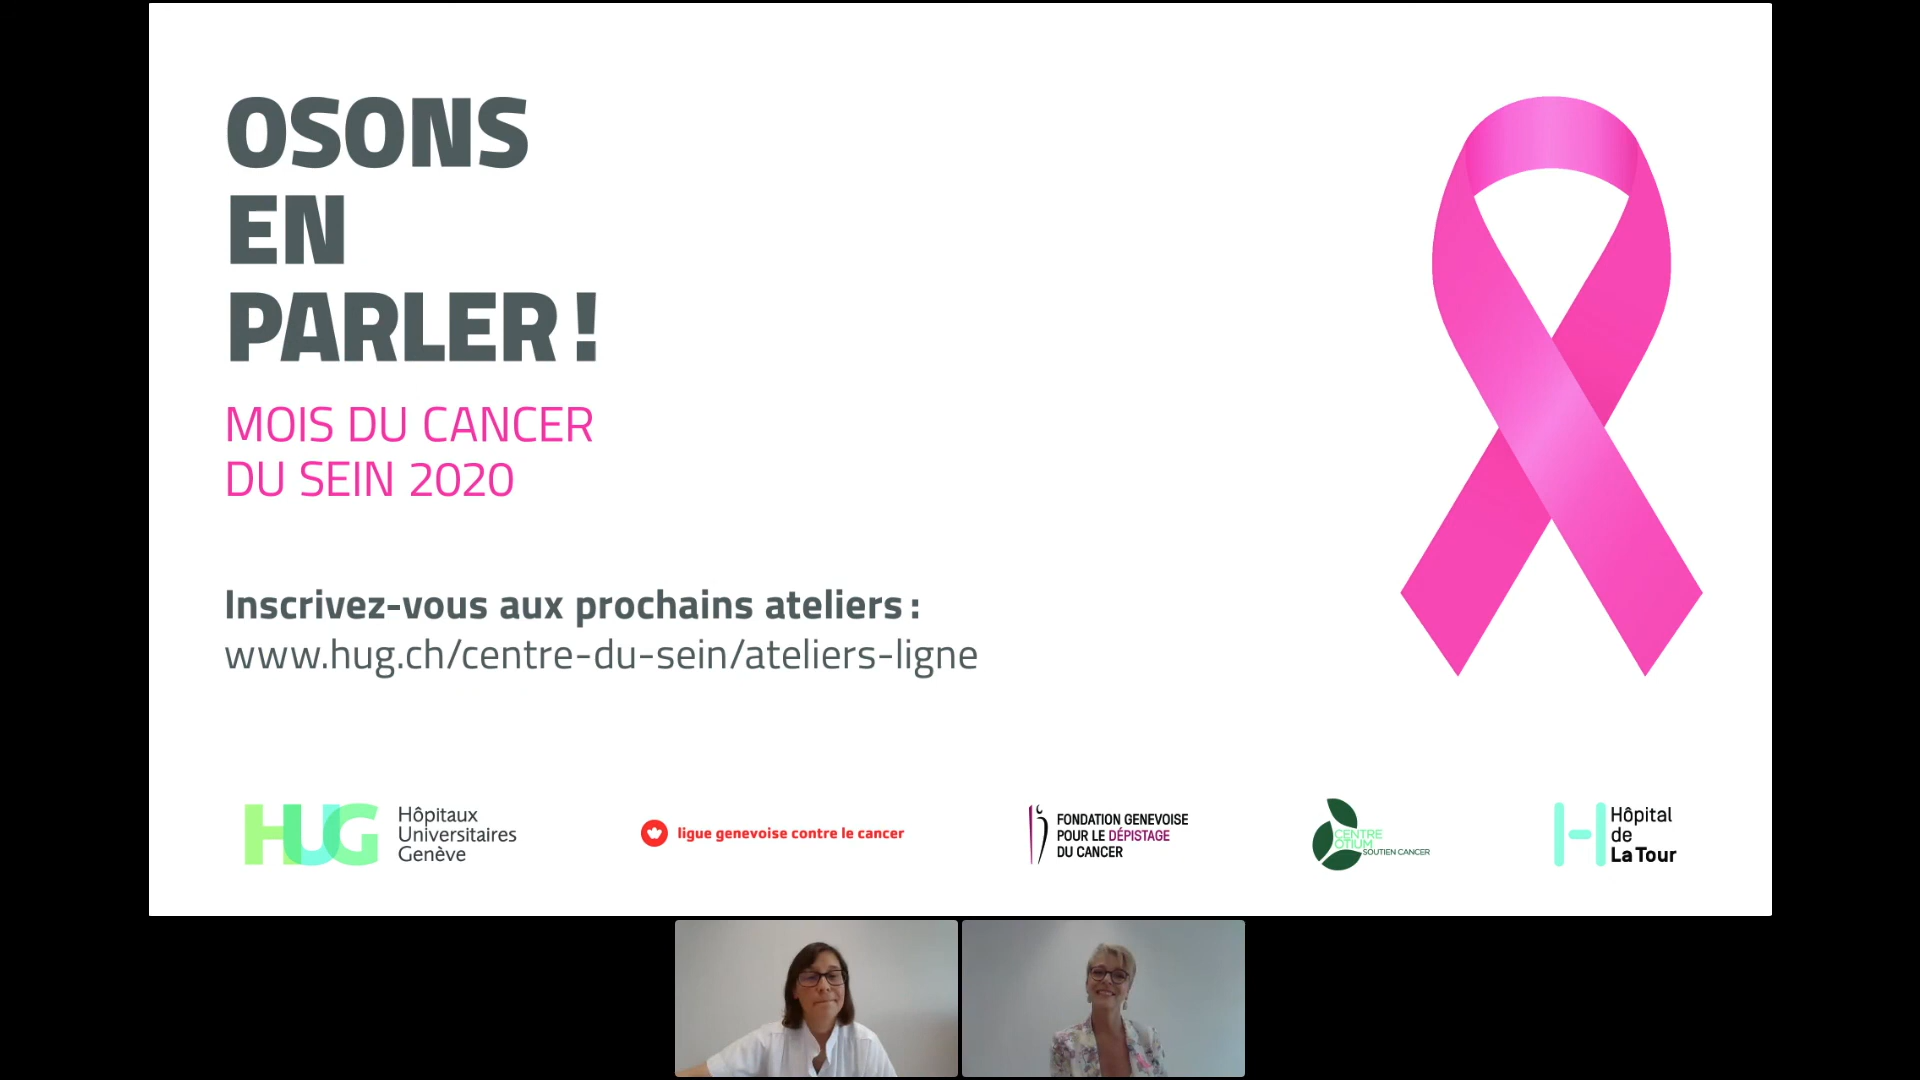 OSONS
EN
PARLER !
MOIS DU CANCER
DU SEIN 2020
Inscrivez-vous aux prochains ateliers :
www.hug.ch/centre-du-sein/ateliers-ligne
HUG
Hôpitaux
Universitaires
Genève
ligue genevoise contre le cancer
FONDATION GENEVOISE
POUR LE DÉPISTAGE
DU CANCER
CENTRE
OTIUM
SOUTIEN CANCER
Hôpital
de
La Tour